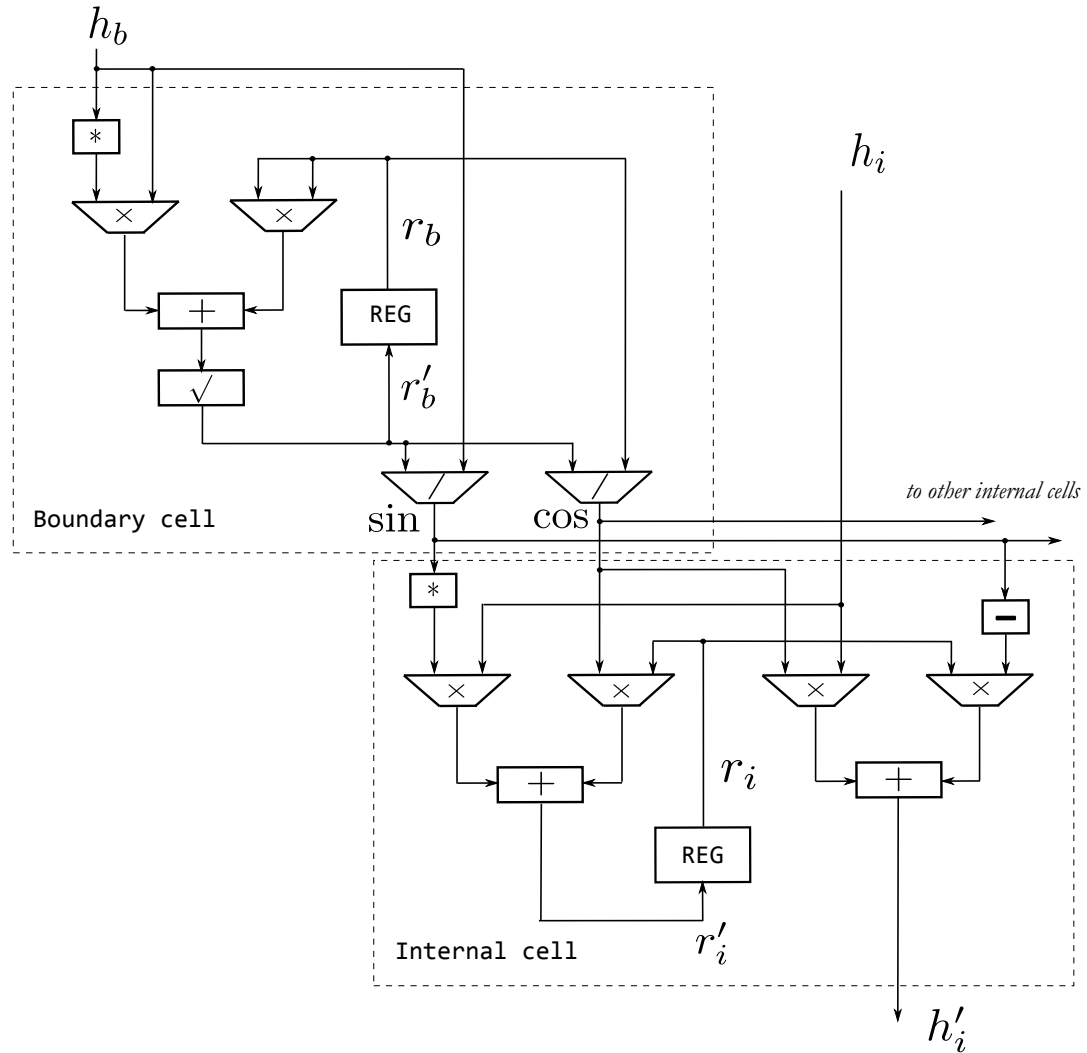 h_b
*
× ×
h_i
r_b
+
REG
√
r'_b
/ /
to other internal cells
Boundary cell
sin cos
*
−
× × × ×
r_i
+ +
REG
Internal cell
r'_i
h'_i